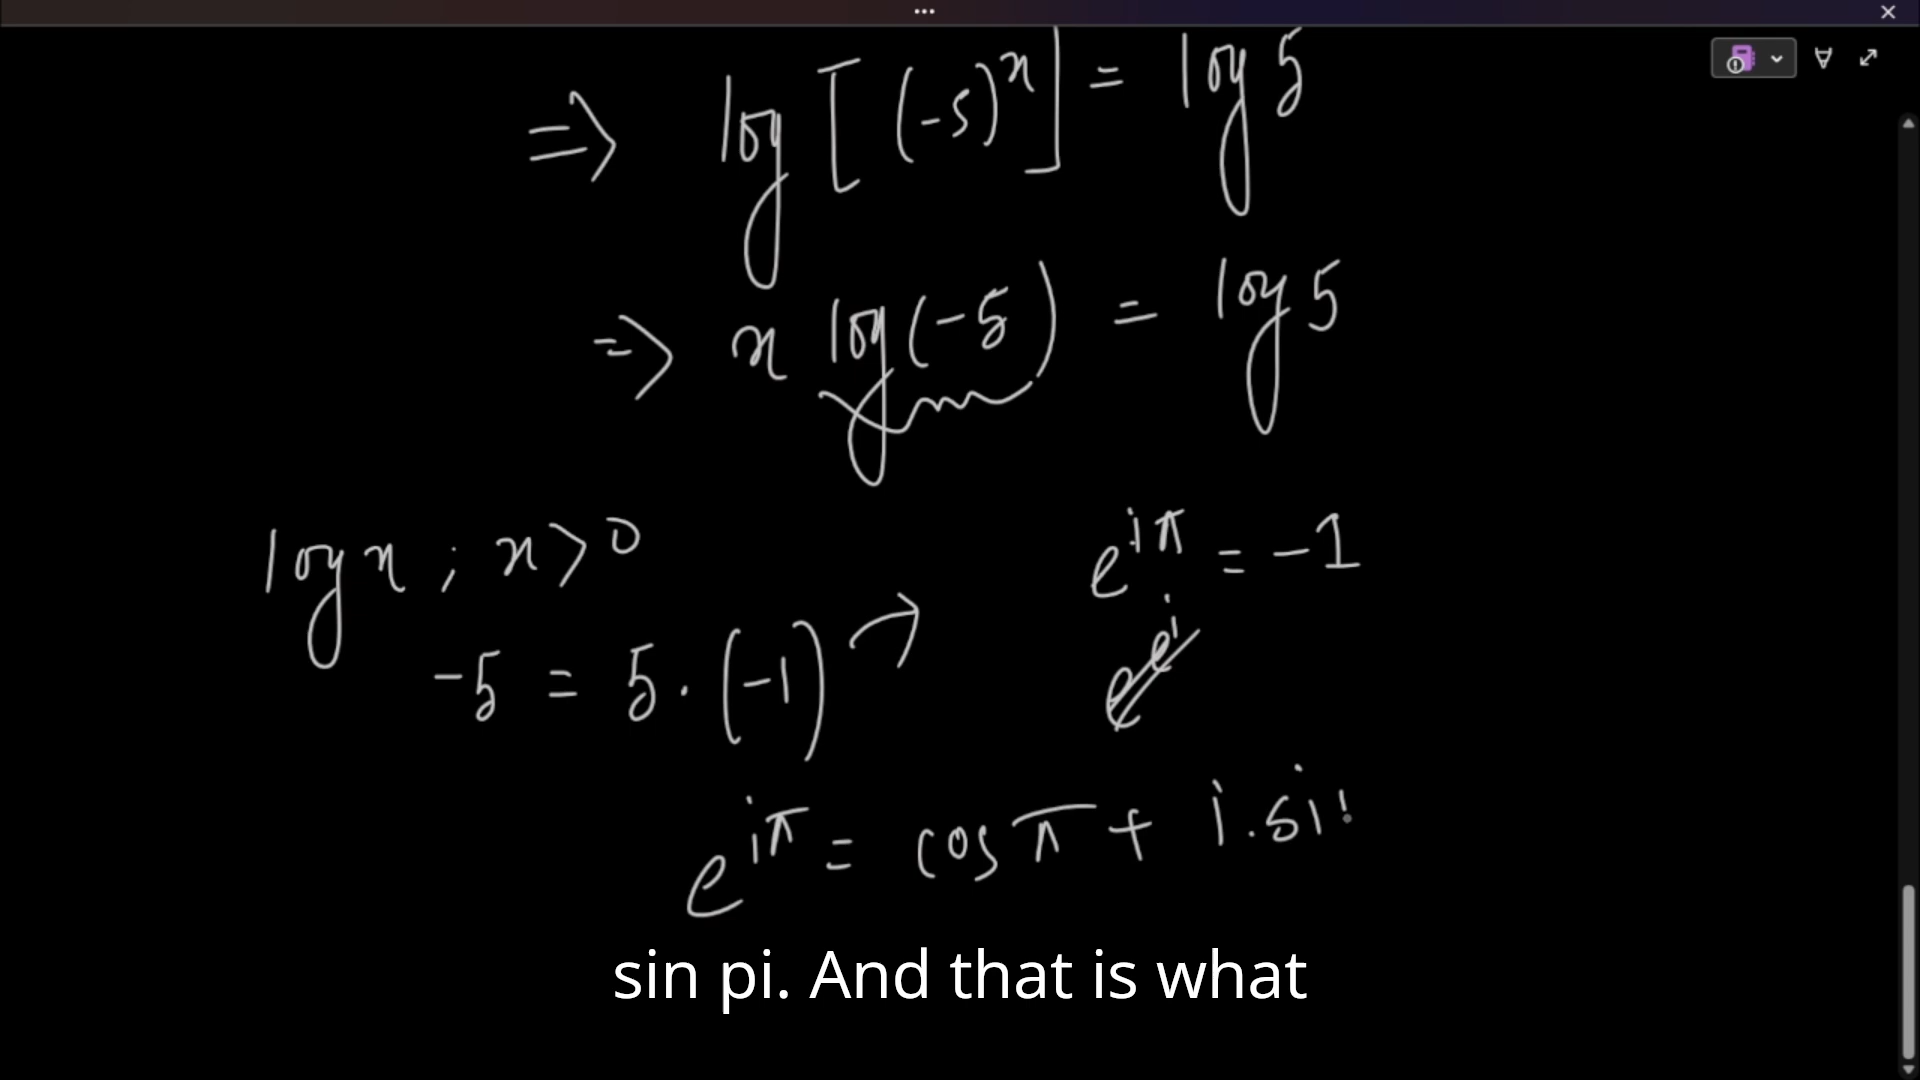 => log [(-5)^x] = log 5
=> x log(-5) = log 5
log x ; x > 0
e^{iπ} = -1
-5 = 5 · (-1) →
e^{e^i}
e^{iπ} = cos π + i . si
sin pi. And that is what